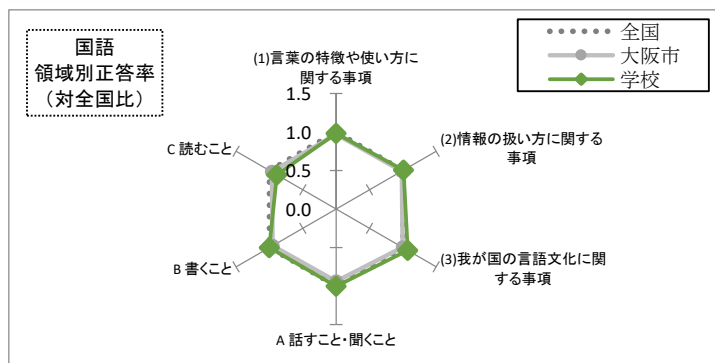 国語
領域別正答率
（対全国比）
全国
大阪市
学校
(1)言葉の特徴や使い方に
関する事項
(2)情報の扱い方に関する
事項
(3)我が国の言語文化に関
する事項
A 話すこと・聞くこと
B 書くこと
C 読むこと
1.5
1.0
0.5
0.0